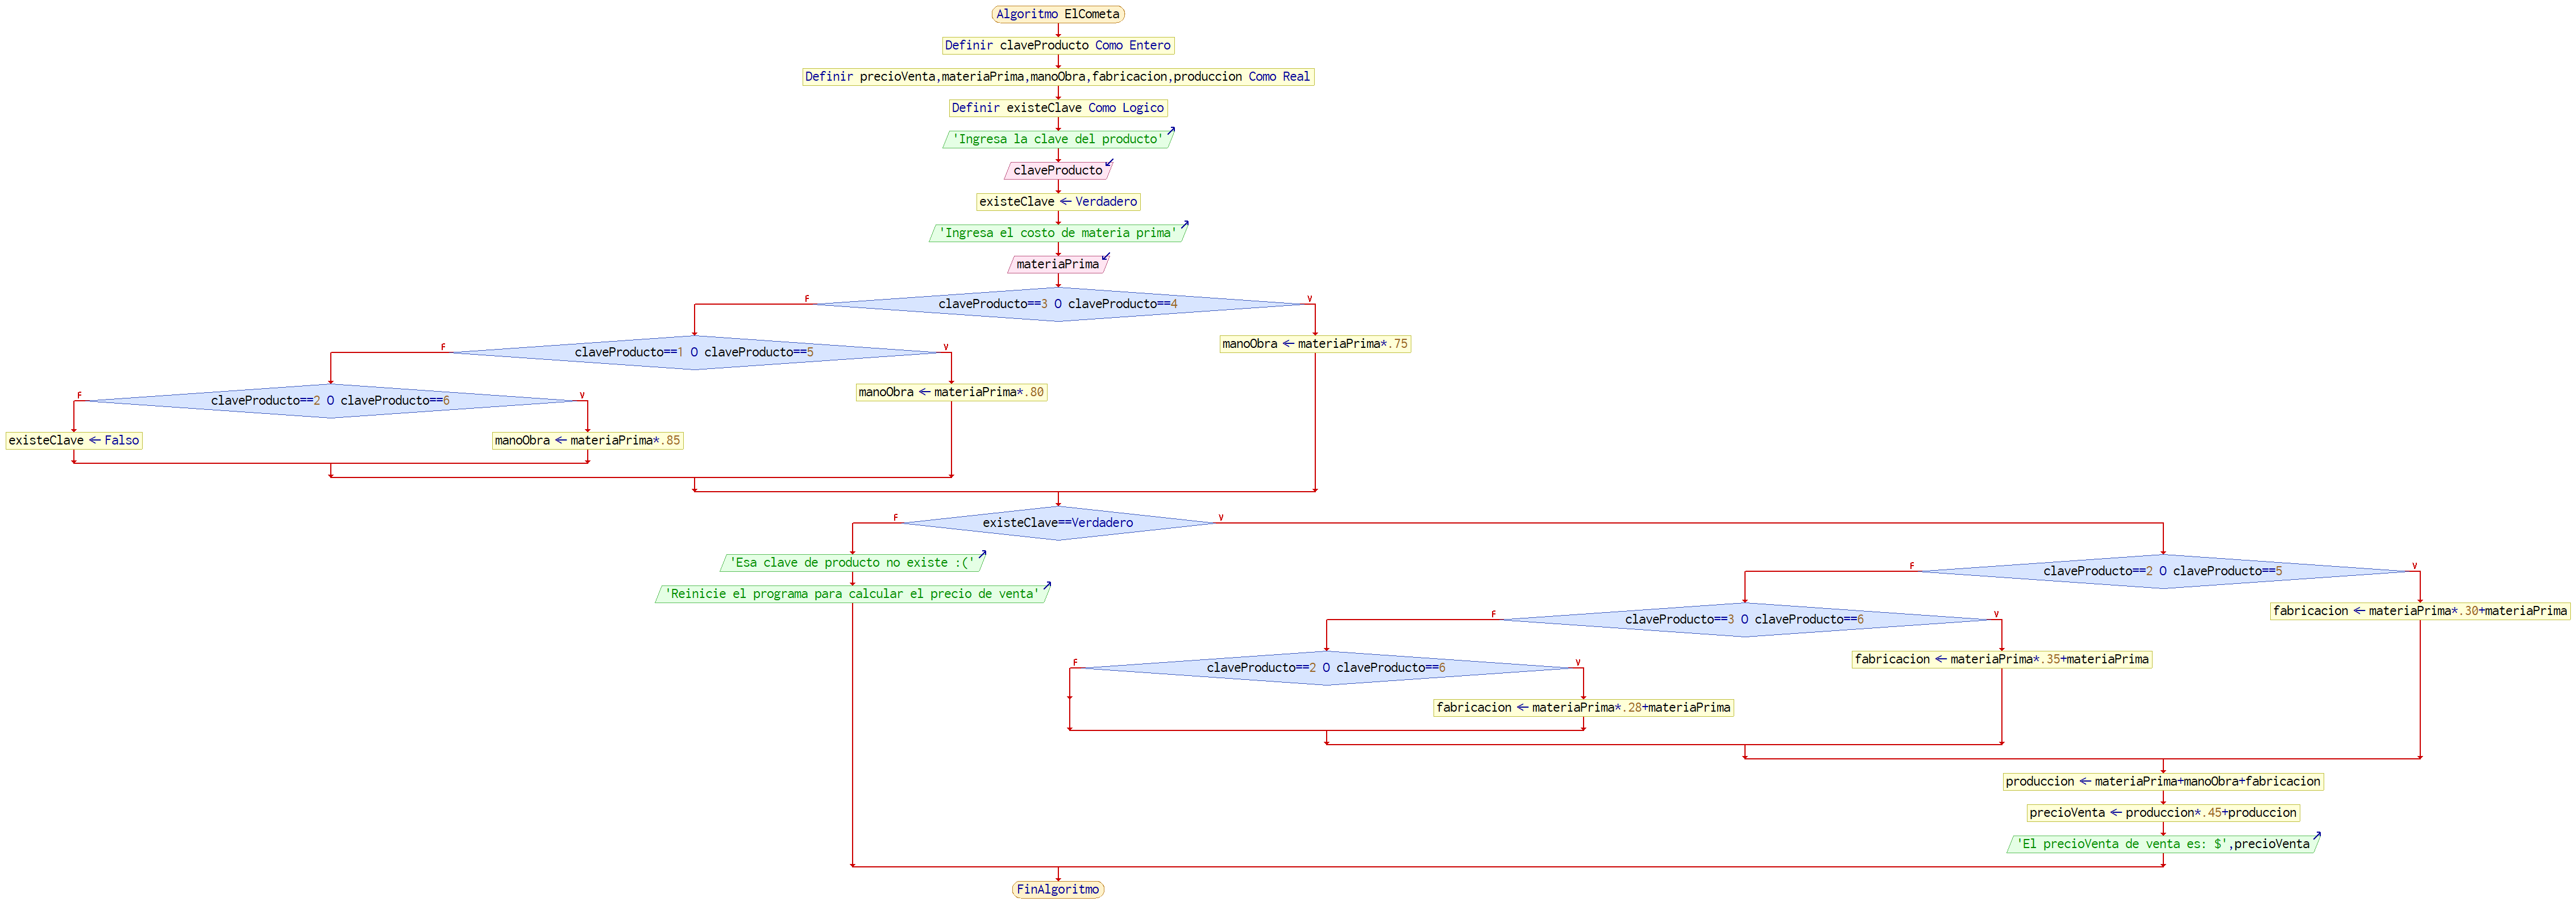 Algoritmo ElCometa
Definir claveProducto Como Entero
Definir precioVenta,materiaPrima,manoObra,fabricacion,produccion Como Real
Definir existeClave Como Logico
'Ingresa la clave del producto'
claveProducto
existeClave ← Verdadero
'Ingresa el costo de materia prima'
materiaPrima
F
claveProducto==3 O claveProducto==4
V
manoObra ← materiaPrima*.75
F
claveProducto==1 O claveProducto==5
V
manoObra ← materiaPrima*.80
F
claveProducto==2 O claveProducto==6
V
existeClave ← Falso
manoObra ← materiaPrima*.85
F
existeClave==Verdadero
V
'Esa clave de producto no existe :('
'Reinicie el programa para calcular el precio de venta'
F
claveProducto==2 O claveProducto==5
V
fabricacion ← materiaPrima*.30+materiaPrima
F
claveProducto==3 O claveProducto==6
V
fabricacion ← materiaPrima*.35+materiaPrima
F
claveProducto==2 O claveProducto==6
V
fabricacion ← materiaPrima*.28+materiaPrima
produccion ← materiaPrima+manoObra+fabricacion
precioVenta ← produccion*.45+produccion
'El precioVenta de venta es: $',precioVenta
FinAlgoritmo